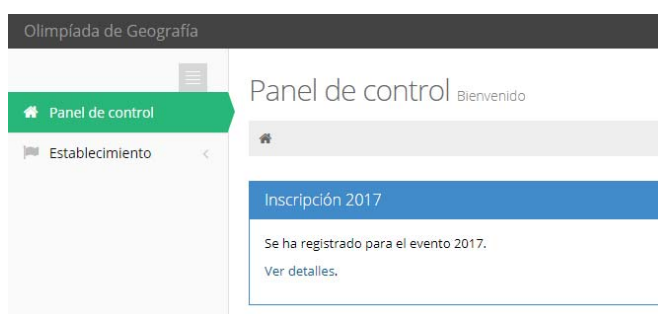 Olimpíada de Geografía
Panel de control
Establecimiento
Panel de control Bienvenido
Inscripción 2017
Se ha registrado para el evento 2017.
Ver detalles.